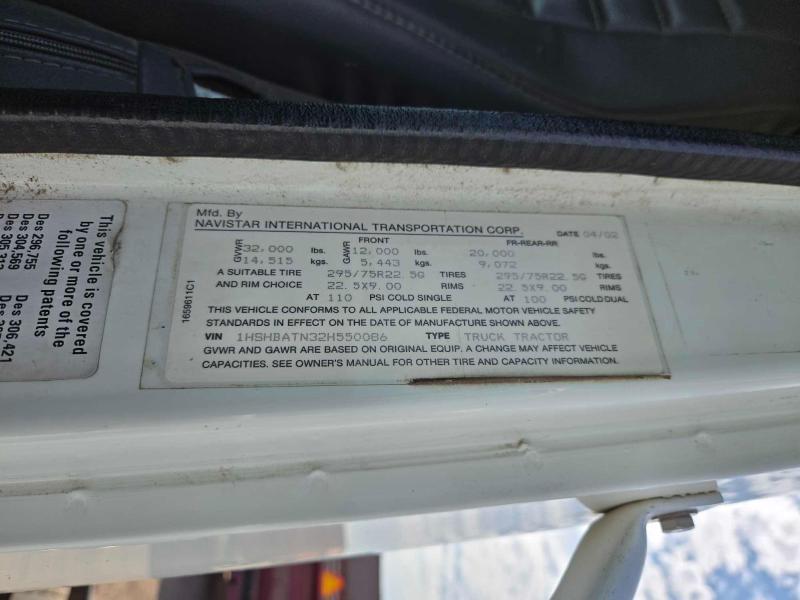 Mfd. By
NAVISTAR INTERNATIONAL TRANSPORTATION CORP. DATE 04/02
FRONT FR-REAR-RR
GVWR 32,000 lbs. GAWR 12,000 lbs. 20,000 lbs.
14,515 kgs. 5,443 kgs. 9,072 kgs.
A SUITABLE TIRE 295/75R22.5G TIRES 295/75R22.5G TIRES
AND RIM CHOICE 22.5X9.00 RIMS 22.5X9.00 RIMS
AT 110 PSI COLD SINGLE AT 100 PSI COLD DUAL
THIS VEHICLE CONFORMS TO ALL APPLICABLE FEDERAL MOTOR VEHICLE SAFETY
STANDARDS IN EFFECT ON THE DATE OF MANUFACTURE SHOWN ABOVE.
VIN 1HSHBATN32H550086 TYPE TRUCK TRACTOR
GVWR AND GAWR ARE BASED ON ORIGINAL EQUIP. A CHANGE MAY AFFECT VEHICLE
CAPACITIES. SEE OWNER'S MANUAL FOR OTHER TIRE AND CAPACITY INFORMATION.
1659611C1
This vehicle is covered
by one or more of the
following patents
Des 296,755
Des 304,569
Des 305,313
Des 306,421